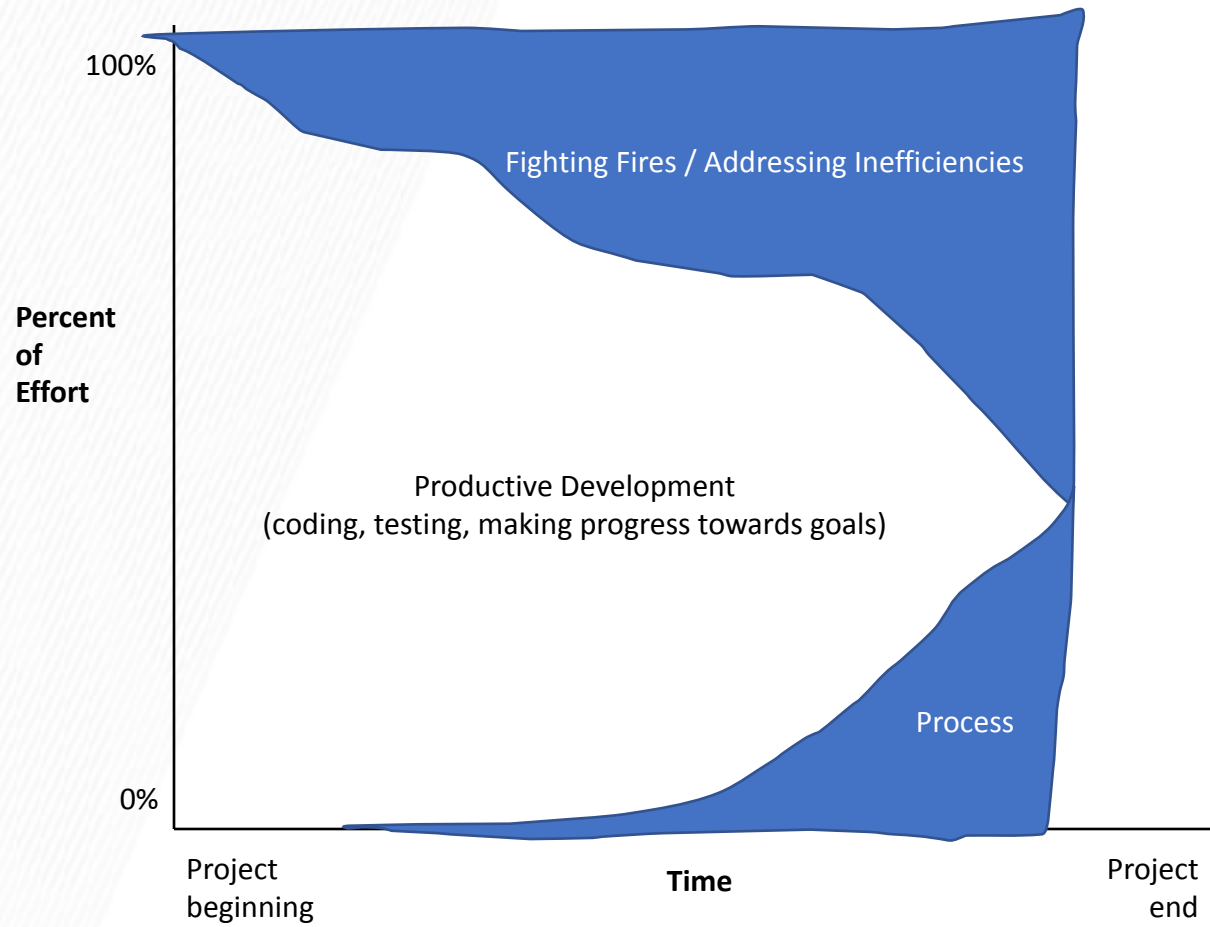 100%
Fighting Fires / Addressing Inefficiencies
Percent
of
Effort
Productive Development
(coding, testing, making progress towards goals)
Process
0%
Project
beginning
Time
Project
end